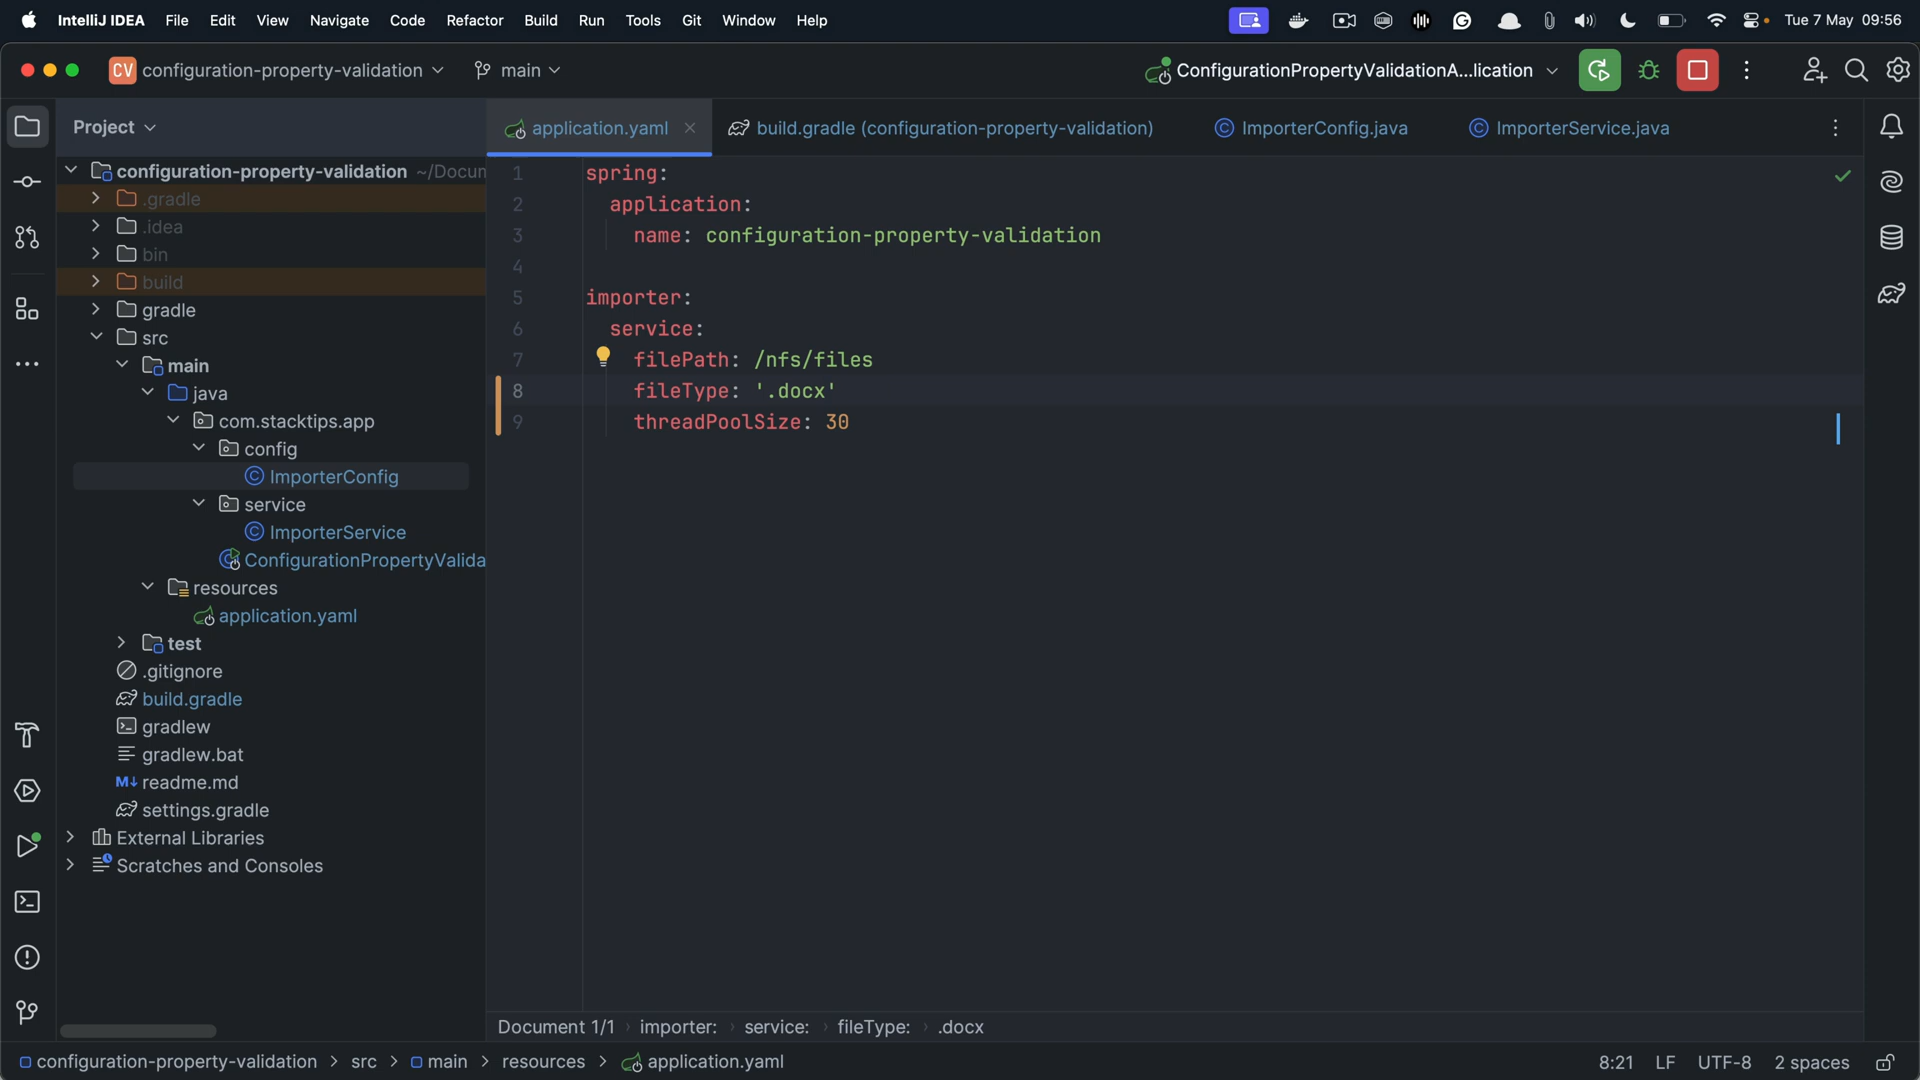 IntelliJ IDEA File Edit View Navigate Code Refactor Build Run Tools Git Window Help Tue 7 May 09:56
CV configuration-property-validation main ConfigurationPropertyValidationA...lication
Project application.yaml build.gradle (configuration-property-validation) ImporterConfig.java ImporterService.java
configuration-property-validation ~/Docum
.gradle
.idea
bin
build
gradle
src
main
java
com.stacktips.app
config
ImporterConfig
service
ImporterService
ConfigurationPropertyValida
resources
application.yaml
test
.gitignore
build.gradle
gradlew
gradlew.bat
M↓ readme.md
settings.gradle
External Libraries
Scratches and Consoles
1 spring:
2 application:
3 name: configuration-property-validation
4
5 importer:
6 service:
7 filePath: /nfs/files
8 fileType: '.docx'
9 threadPoolSize: 30
Document 1/1 › importer: › service: › fileType: › .docx
configuration-property-validation > src > main > resources > application.yaml 8:21 LF UTF-8 2 spaces